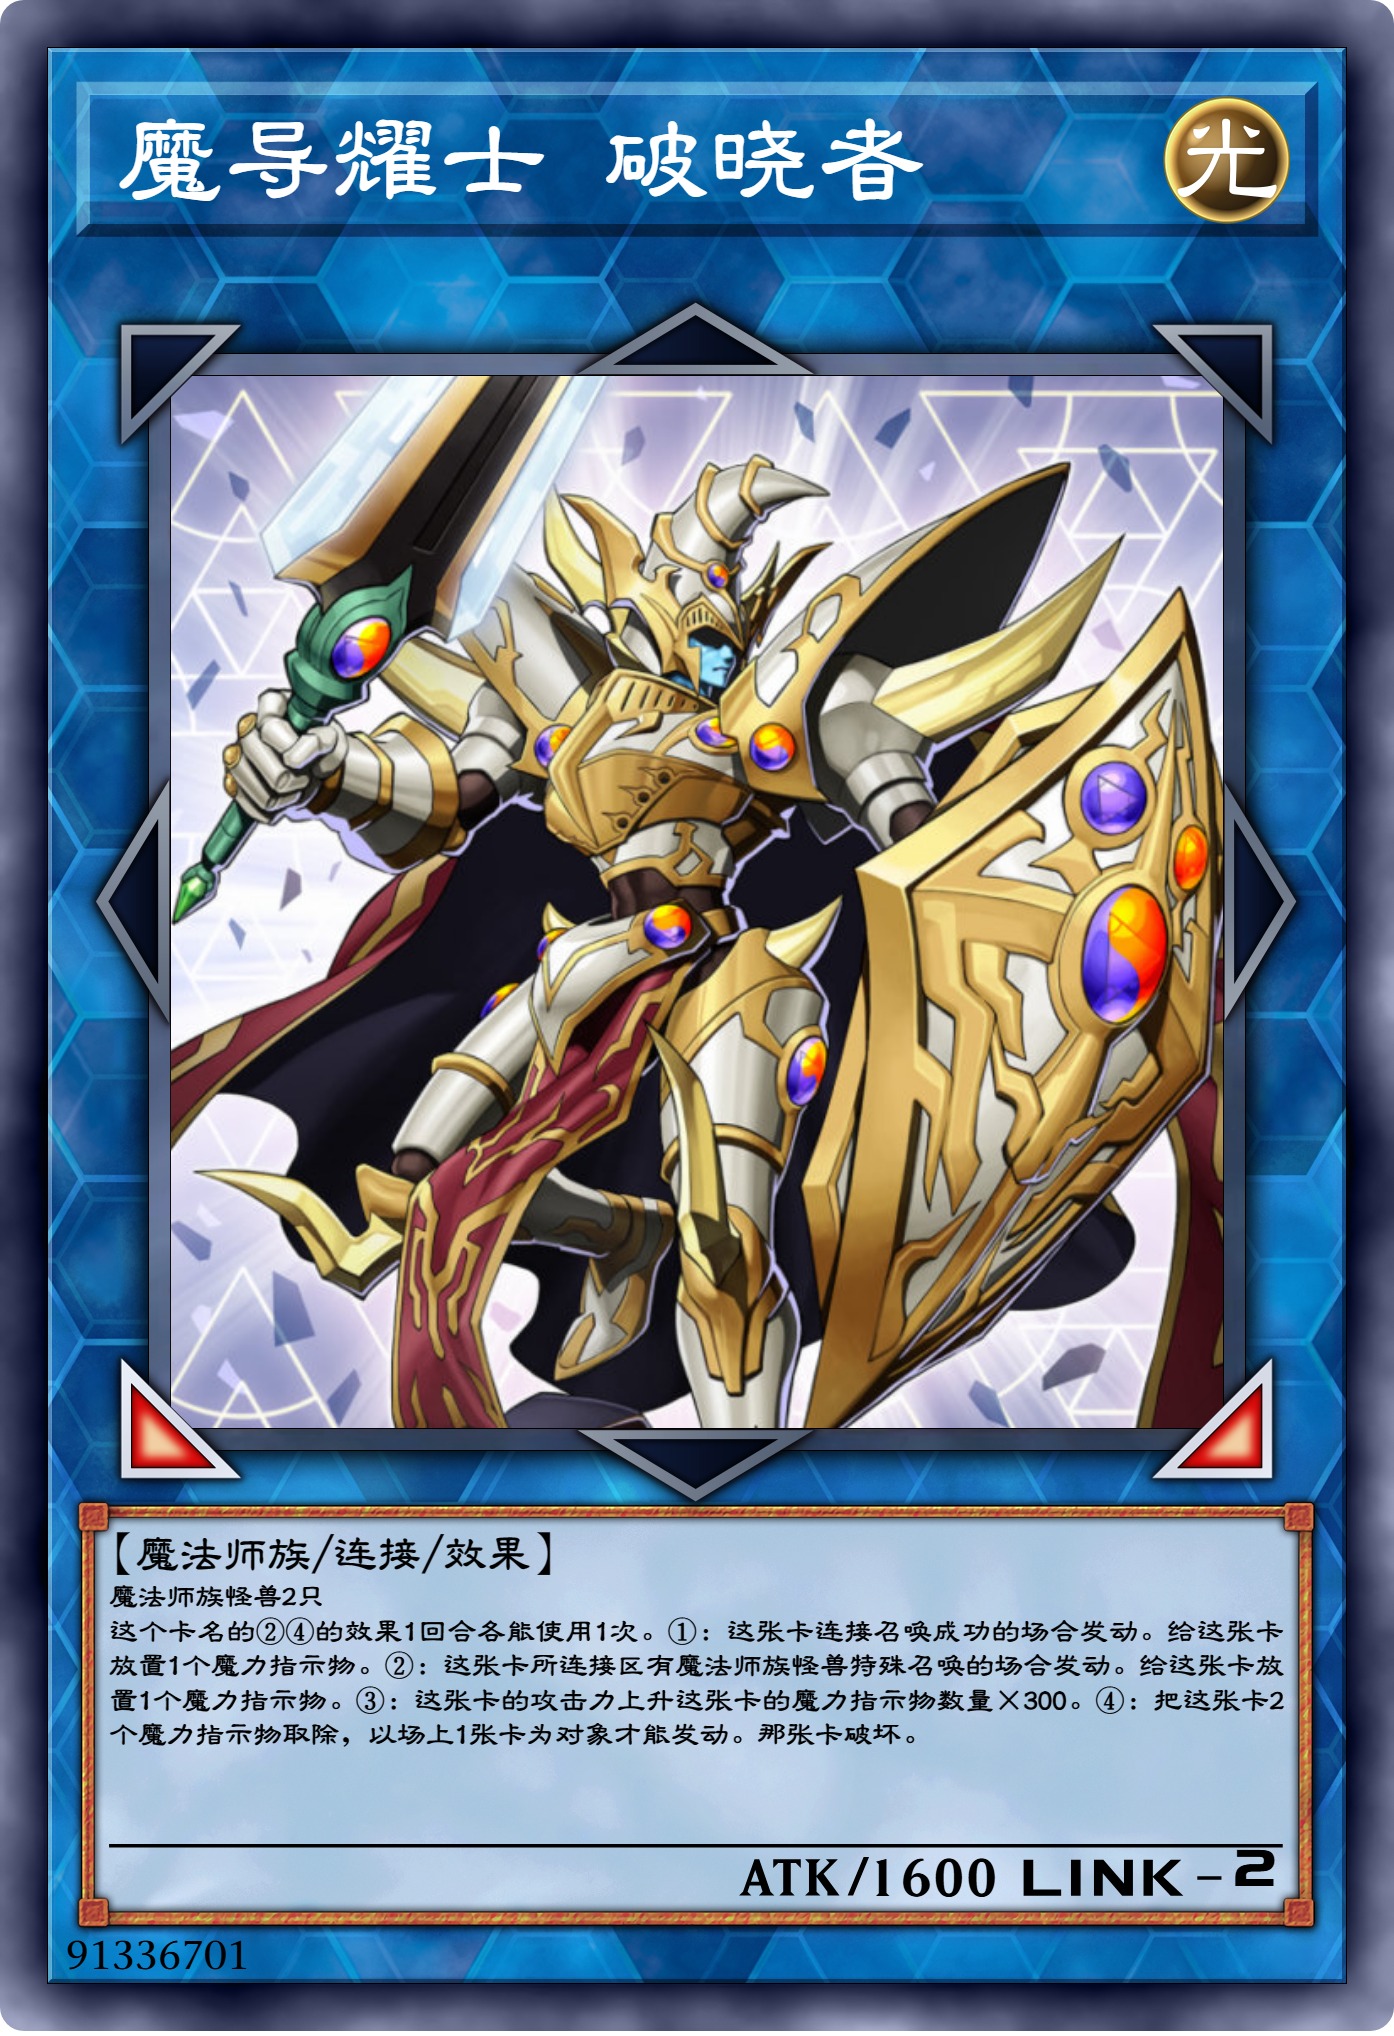 魔导耀士 破晓者
光
【魔法师族/连接/效果】
魔法师族怪兽2只
这个卡名的②④的效果1回合各能使用1次。①：这张卡连接召唤成功的场合发动。给这张卡
放置1个魔力指示物。②：这张卡所连接区有魔法师族怪兽特殊召唤的场合发动。给这张卡放
置1个魔力指示物。③：这张卡的攻击力上升这张卡的魔力指示物数量×300。④：把这张卡2
个魔力指示物取除，以场上1张卡为对象才能发动。那张卡破坏。
ATK/1600 LINK-2
91336701